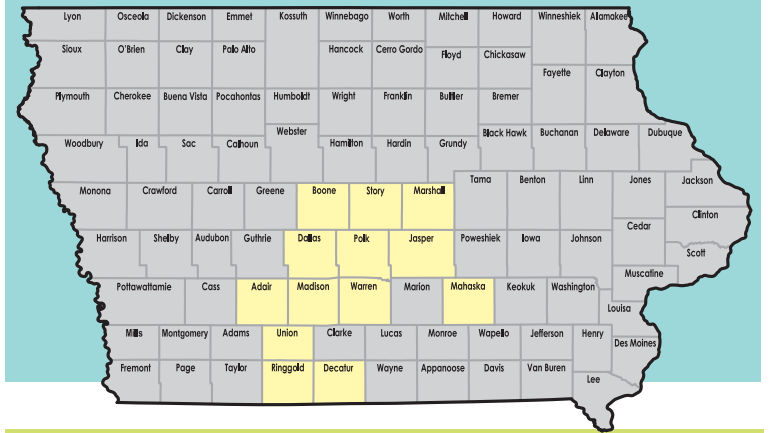 Lyon Osceola Dickenson Emmet Kossuth Winnebago Worth Mitchell Howard Winneshiek Alamakee
Sioux O'Brien Clay Palo Alto Hancock Cerro Gordo Floyd Chickasaw
Fayette Clayton
Plymouth Cherokee Buena Vista Pocahontas Humboldt Wright Franklin Buttler Bremer
Webster Black Hawk Buchanan Delaware Dubuque
Woodbury Ida Sac Calhoun Hamilton Hardin Grundy
Tama Benton Linn Jones Jackson
Monona Crawford Carroll Greene Boone Story Marshall
Clinton
Cedar
Harrison Shelby Audubon Guthrie Dallas Polk Jasper Poweshiek Iowa Johnson
Scott
Muscatine
Pottawattamie Cass Adair Madison Warren Marion Mahaska Keokuk Washington
Louisa
Mills Montgomery Adams Union Clarke Lucas Monroe Wapello Jefferson Henry
Des Moines
Fremont Page Taylor Ringgold Decatur Wayne Appanoose Davis Van Buren
Lee